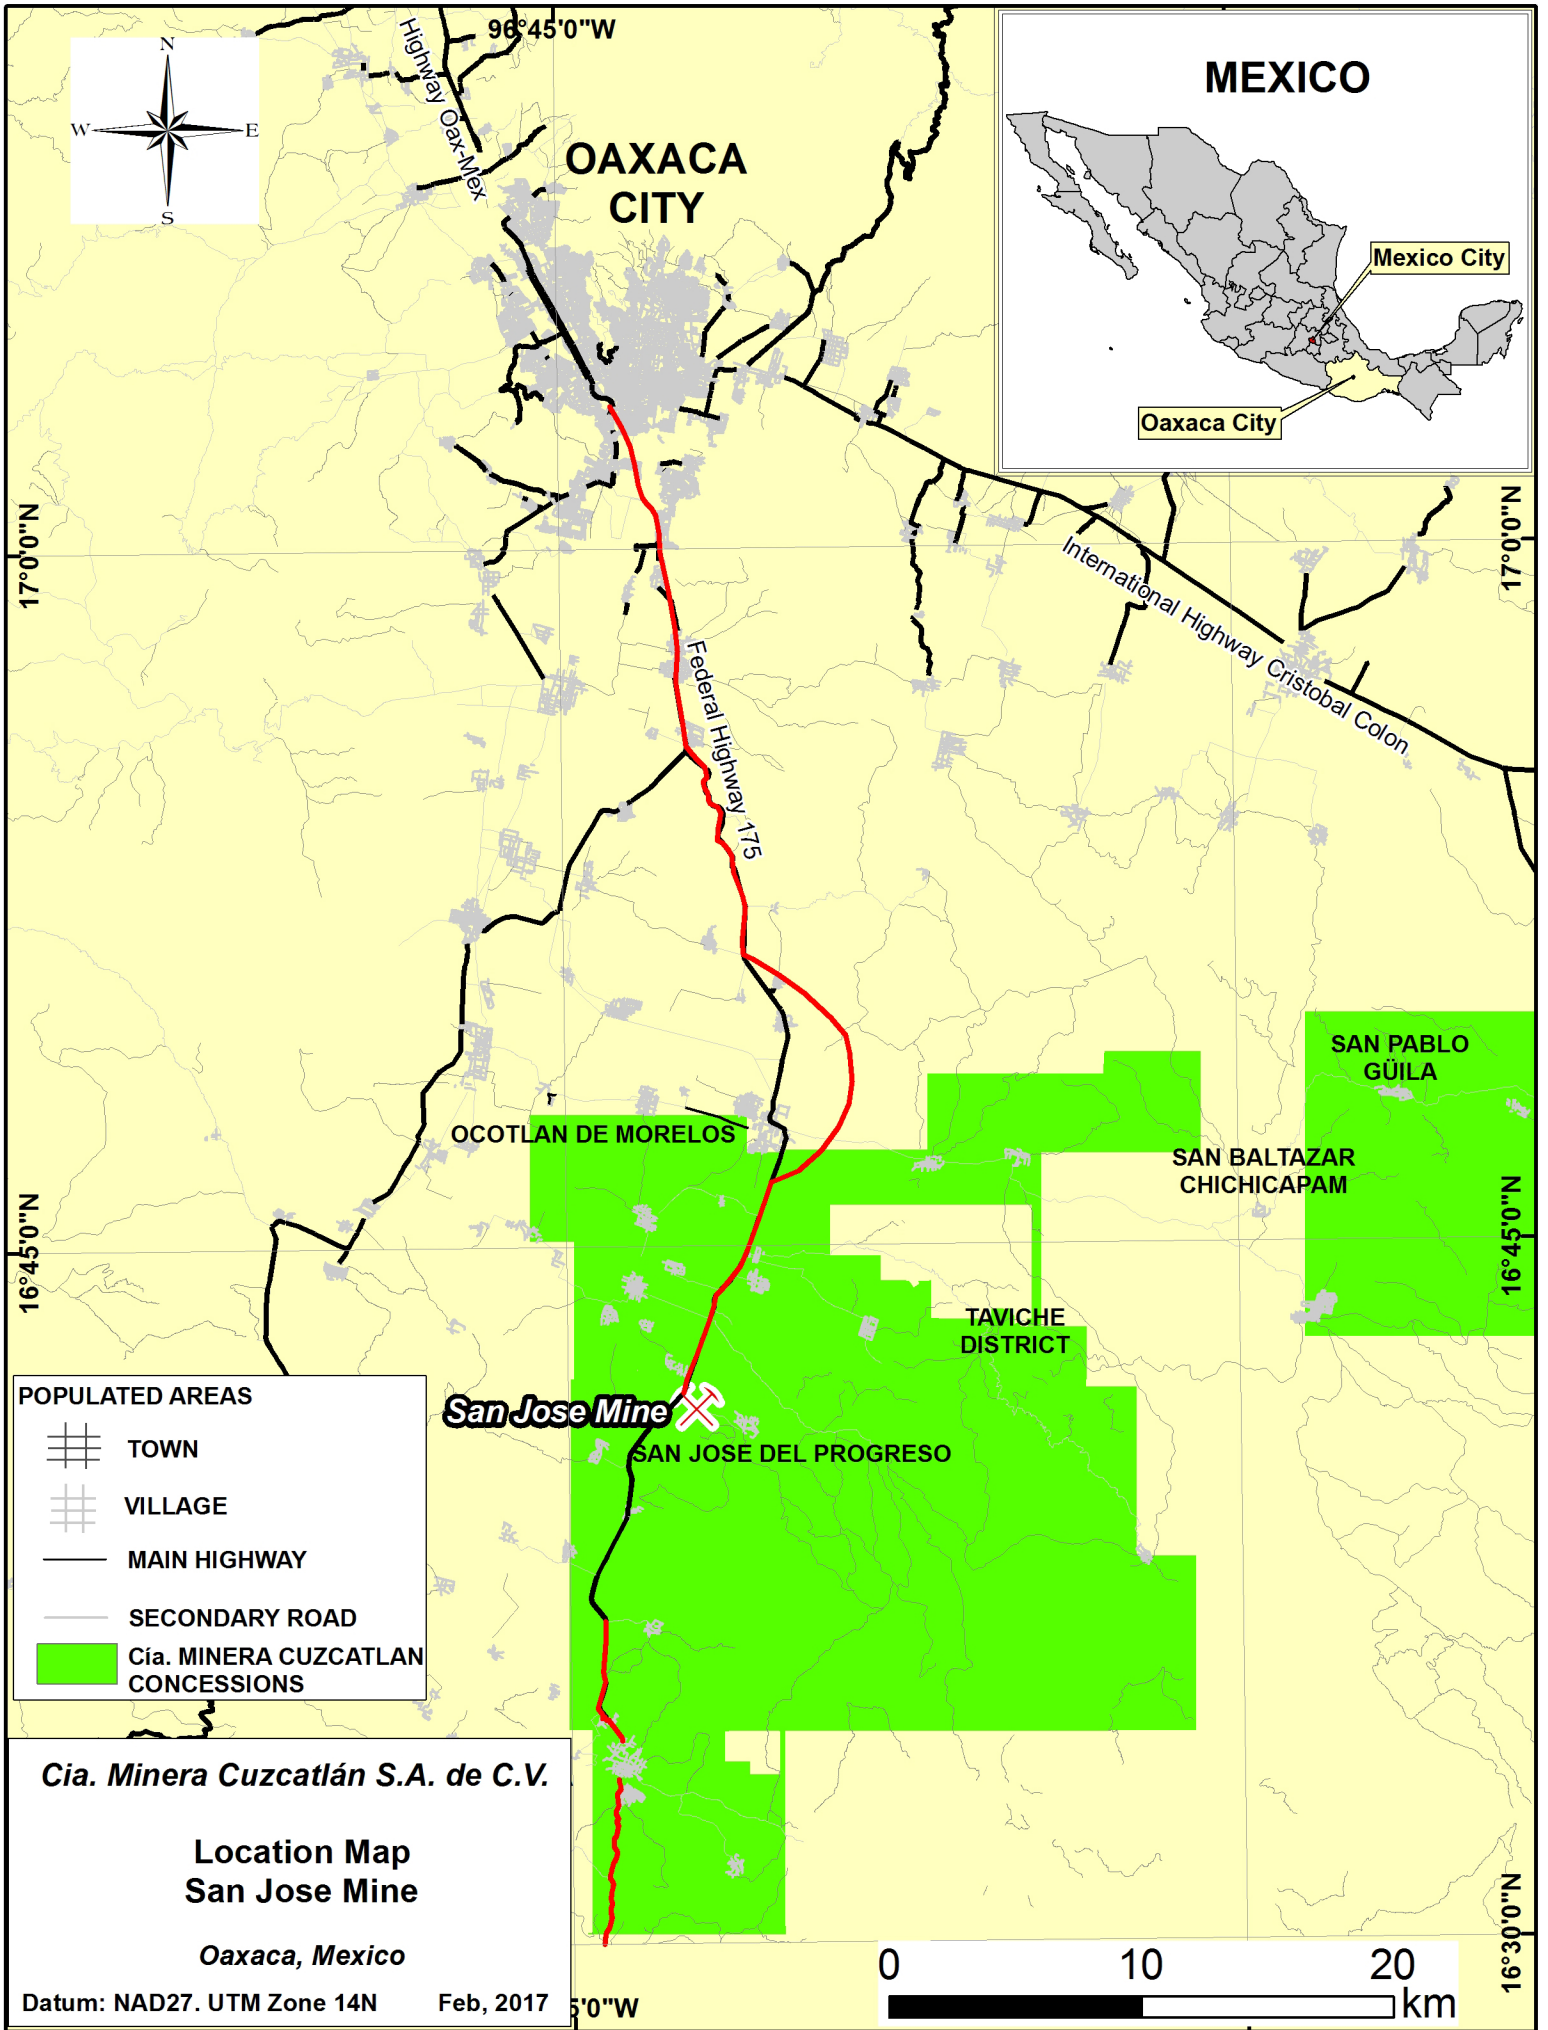 96°45'0"W
N
W
E
S
Highway Oax-Mex
OAXACA
CITY
MEXICO
Mexico City
Oaxaca City
17°0'0"N
17°0'0"N
International Highway Cristobal Colon
Federal Highway 175
SAN PABLO
GÜILA
OCOTLAN DE MORELOS
SAN BALTAZAR
CHICHICAPAM
16°45'0"N
16°45'0"N
TAVICHE
DISTRICT
San Jose Mine
SAN JOSE DEL PROGRESO
POPULATED AREAS
TOWN
VILLAGE
MAIN HIGHWAY
SECONDARY ROAD
Cía. MINERA CUZCATLAN
CONCESSIONS
Cia. Minera Cuzcatlán S.A. de C.V.
Location Map
San Jose Mine
Oaxaca, Mexico
Datum: NAD27. UTM Zone 14N Feb, 2017
5'0"W
16°30'0"N
0 10 20
km